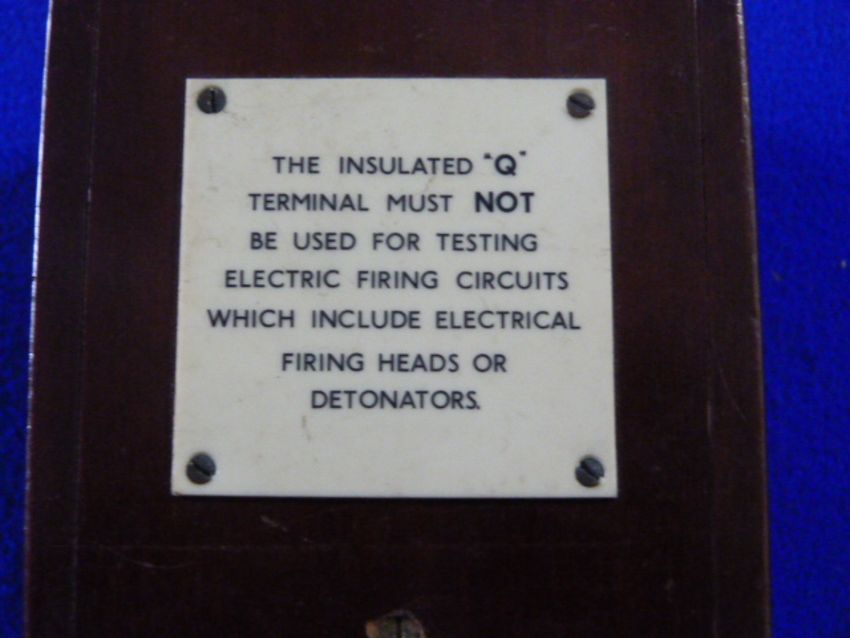 THE INSULATED "Q"
TERMINAL MUST NOT
BE USED FOR TESTING
ELECTRIC FIRING CIRCUITS
WHICH INCLUDE ELECTRICAL
FIRING HEADS OR
DETONATORS.